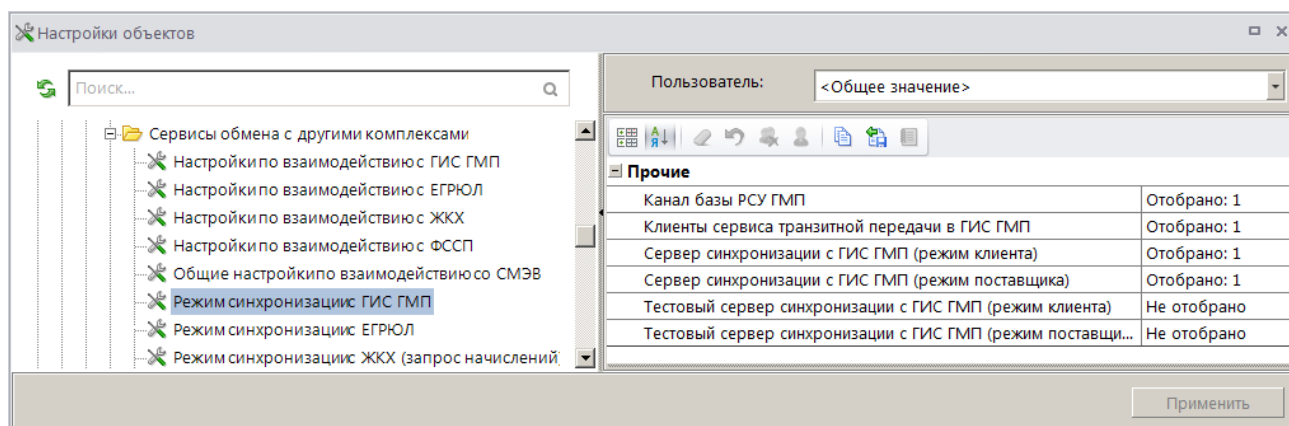 Настройки объектов
Поиск...
Сервисы обмена с другими комплексами
Настройки по взаимодействию с ГИС ГМП
Настройки по взаимодействию с ЕГРЮЛ
Настройки по взаимодействию с ЖКХ
Настройки по взаимодействию с ФССП
Общие настройки по взаимодействию со СМЭВ
Режим синхронизации с ГИС ГМП
Режим синхронизации с ЕГРЮЛ
Режим синхронизации с ЖКХ (запрос начислений)
Пользователь: <Общее значение>
Прочие
Канал базы РСУ ГМП Отобрано: 1
Клиенты сервиса транзитной передачи в ГИС ГМП Отобрано: 1
Сервер синхронизации с ГИС ГМП (режим клиента) Отобрано: 1
Сервер синхронизации с ГИС ГМП (режим поставщика) Отобрано: 1
Тестовый сервер синхронизации с ГИС ГМП (режим клиента) Не отобрано
Тестовый сервер синхронизации с ГИС ГМП (режим поставщи... Не отобрано
Применить